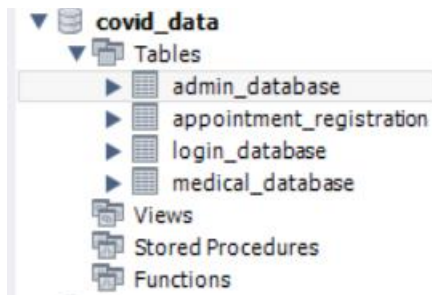 covid_data
Tables
admin_database
appointment_registration
login_database
medical_database
Views
Stored Procedures
Functions